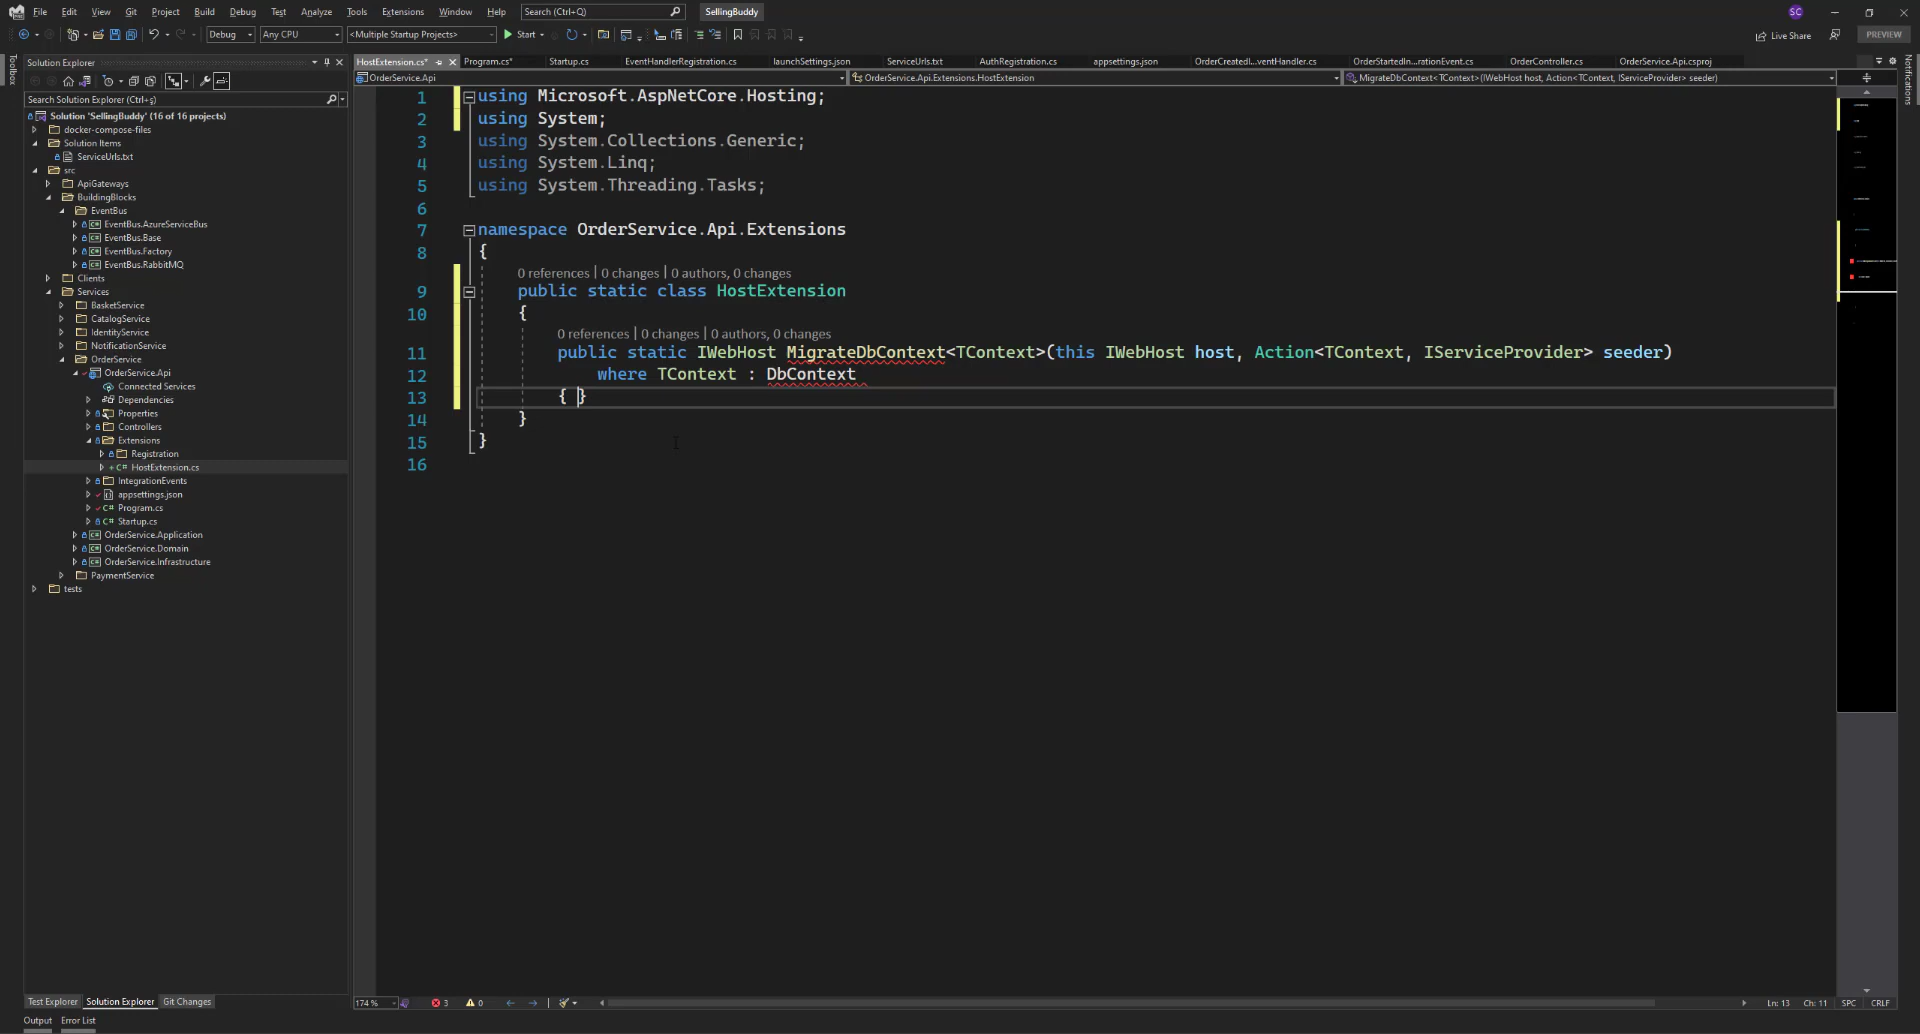 File Edit View Git Project Build Debug Test Analyze Tools Extensions Window Help Search (Ctrl+Q) SellingBuddy SC
Debug Any CPU <Multiple Startup Projects> Start Live Share PREVIEW
Toolbox
Solution Explorer
Search Solution Explorer (Ctrl+ş)
Solution 'SellingBuddy' (16 of 16 projects)
docker-compose-files
Solution Items
ServiceUrls.txt
src
ApiGateways
BuildingBlocks
EventBus
EventBus.AzureServiceBus
EventBus.Base
EventBus.Factory
EventBus.RabbitMQ
Clients
Services
BasketService
CatalogService
IdentityService
NotificationService
OrderService
OrderService.Api
Connected Services
Dependencies
Properties
Controllers
Extensions
Registration
HostExtension.cs
IntegrationEvents
appsettings.json
Program.cs
Startup.cs
OrderService.Application
OrderService.Domain
OrderService.Infrastructure
PaymentService
tests
Test Explorer Solution Explorer Git Changes
Output Error List
HostExtension.cs* Program.cs* Startup.cs EventHandlerRegistration.cs launchSettings.json ServiceUrls.txt AuthRegistration.cs appsettings.json OrderCreatedI...ventHandler.cs OrderStartedIn...rationEvent.cs OrderController.cs OrderService.Api.csproj
OrderService.Api OrderService.Api.Extensions.HostExtension MigrateDbContext<TContext>(IWebHost host, Action<TContext, IServiceProvider> seeder)
1 using Microsoft.AspNetCore.Hosting;
2 using System;
3 using System.Collections.Generic;
4 using System.Linq;
5 using System.Threading.Tasks;
6
7 namespace OrderService.Api.Extensions
8 {
0 references | 0 changes | 0 authors, 0 changes
9 public static class HostExtension
10 {
0 references | 0 changes | 0 authors, 0 changes
11 public static IWebHost MigrateDbContext<TContext>(this IWebHost host, Action<TContext, IServiceProvider> seeder)
12 where TContext : DbContext
13 { }
14 }
15 }
16
174 % 3 0 Ln: 13 Ch: 11 SPC CRLF
Notifications